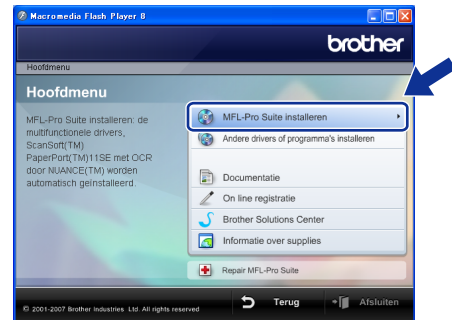 Macromedia Flash Player 8
brother
Hoofdmenu
Hoofdmenu
MFL-Pro Suite installeren: de
multifunctionele drivers,
ScanSoft(TM)
PaperPort(TM)11SE met OCR
door NUANCE(TM) worden
automatisch geïnstalleerd.
MFL-Pro Suite installeren
Andere drivers of programma's installeren
Documentatie
On line registratie
Brother Solutions Center
Informatie over supplies
Repair MFL-Pro Suite
© 2001-2007 Brother Industries Ltd. All rights reserved
Terug
Afsluiten